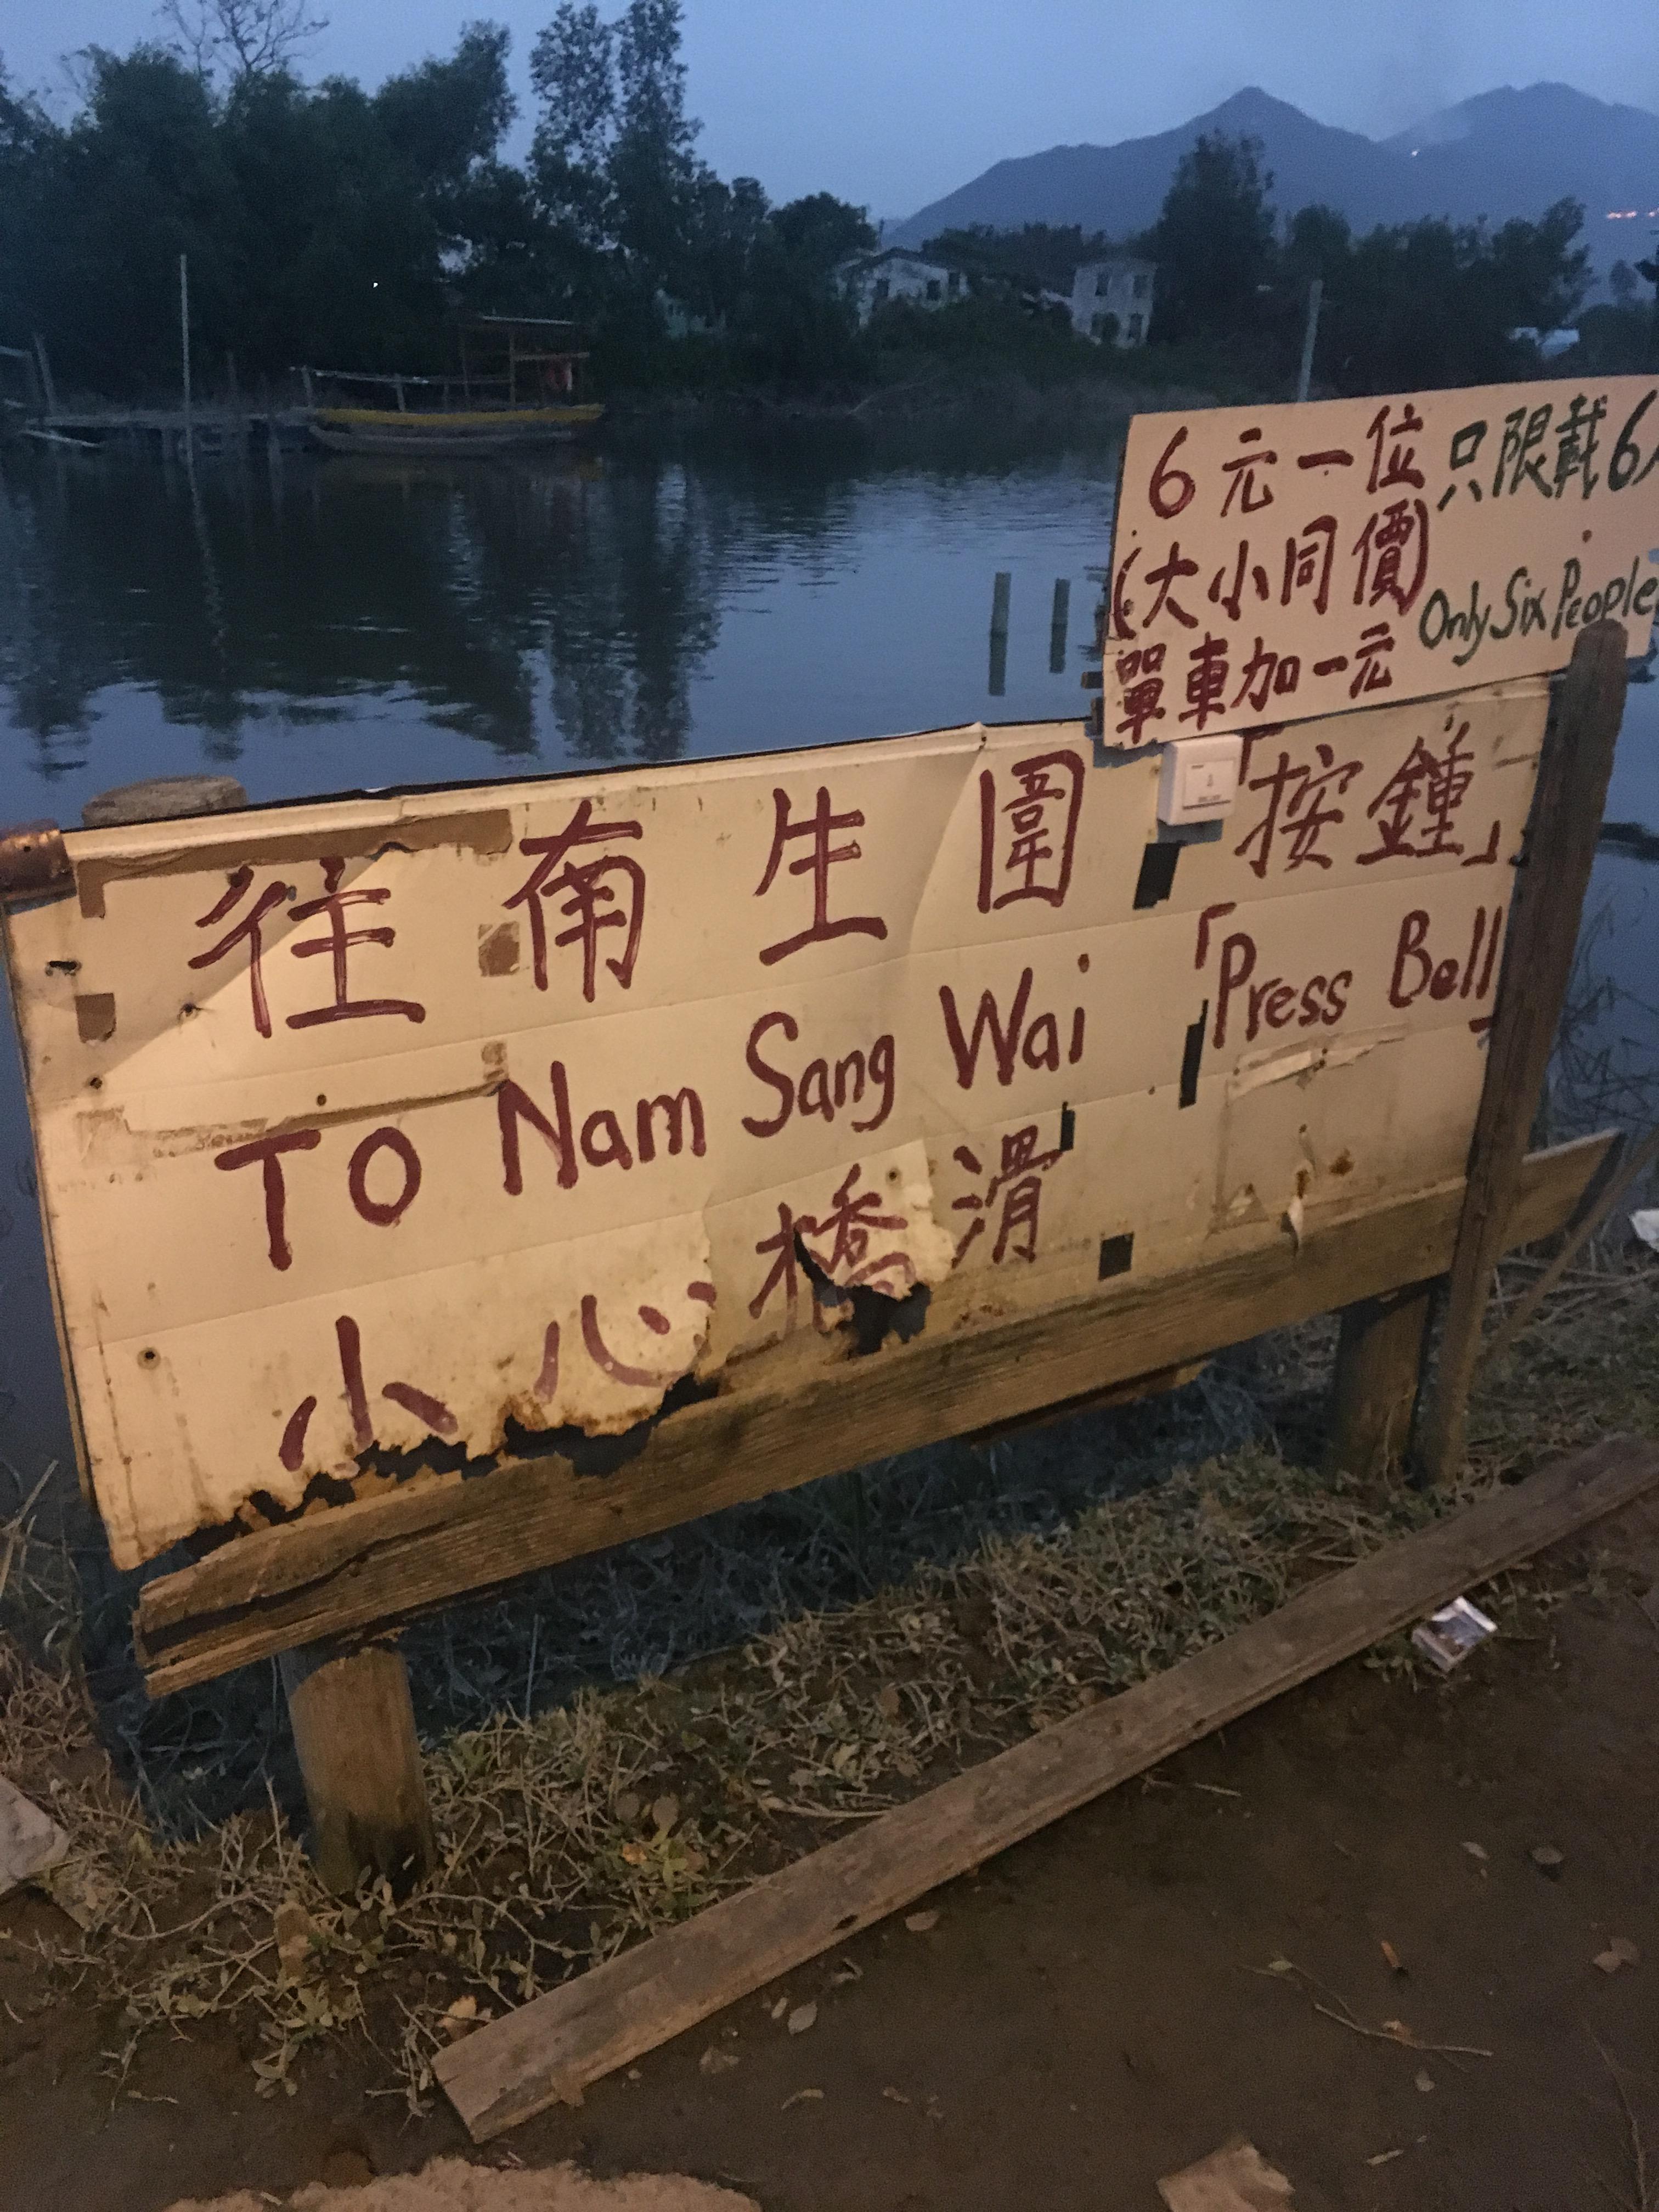 6元一位
(大小同價)
單車加一元
只限載6人
Only Six People
往南生圍
「按鍾」
TO Nam Sang Wai
「Press Bell」
小心橋滑